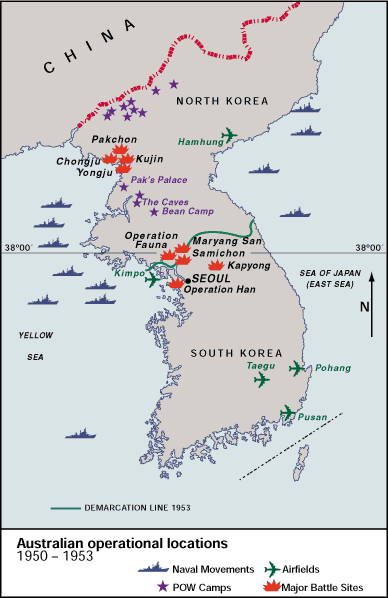 CHINA
NORTH KOREA
Hamhung
Pakchon
Chongju
Kujin
Yongju
Pak's Palace
The Caves
Bean Camp
Operation
Fauna
Maryang San
Samichon
Kapyong
38°00'
38°00'
Kimpo
SEOUL
Operation Han
SEA OF JAPAN
(EAST SEA)
N
YELLOW
SEA
SOUTH KOREA
Taegu
Pohang
Pusan
DEMARCATION LINE 1953
Australian operational locations
1950 – 1953
Naval Movements
Airfields
POW Camps
Major Battle Sites